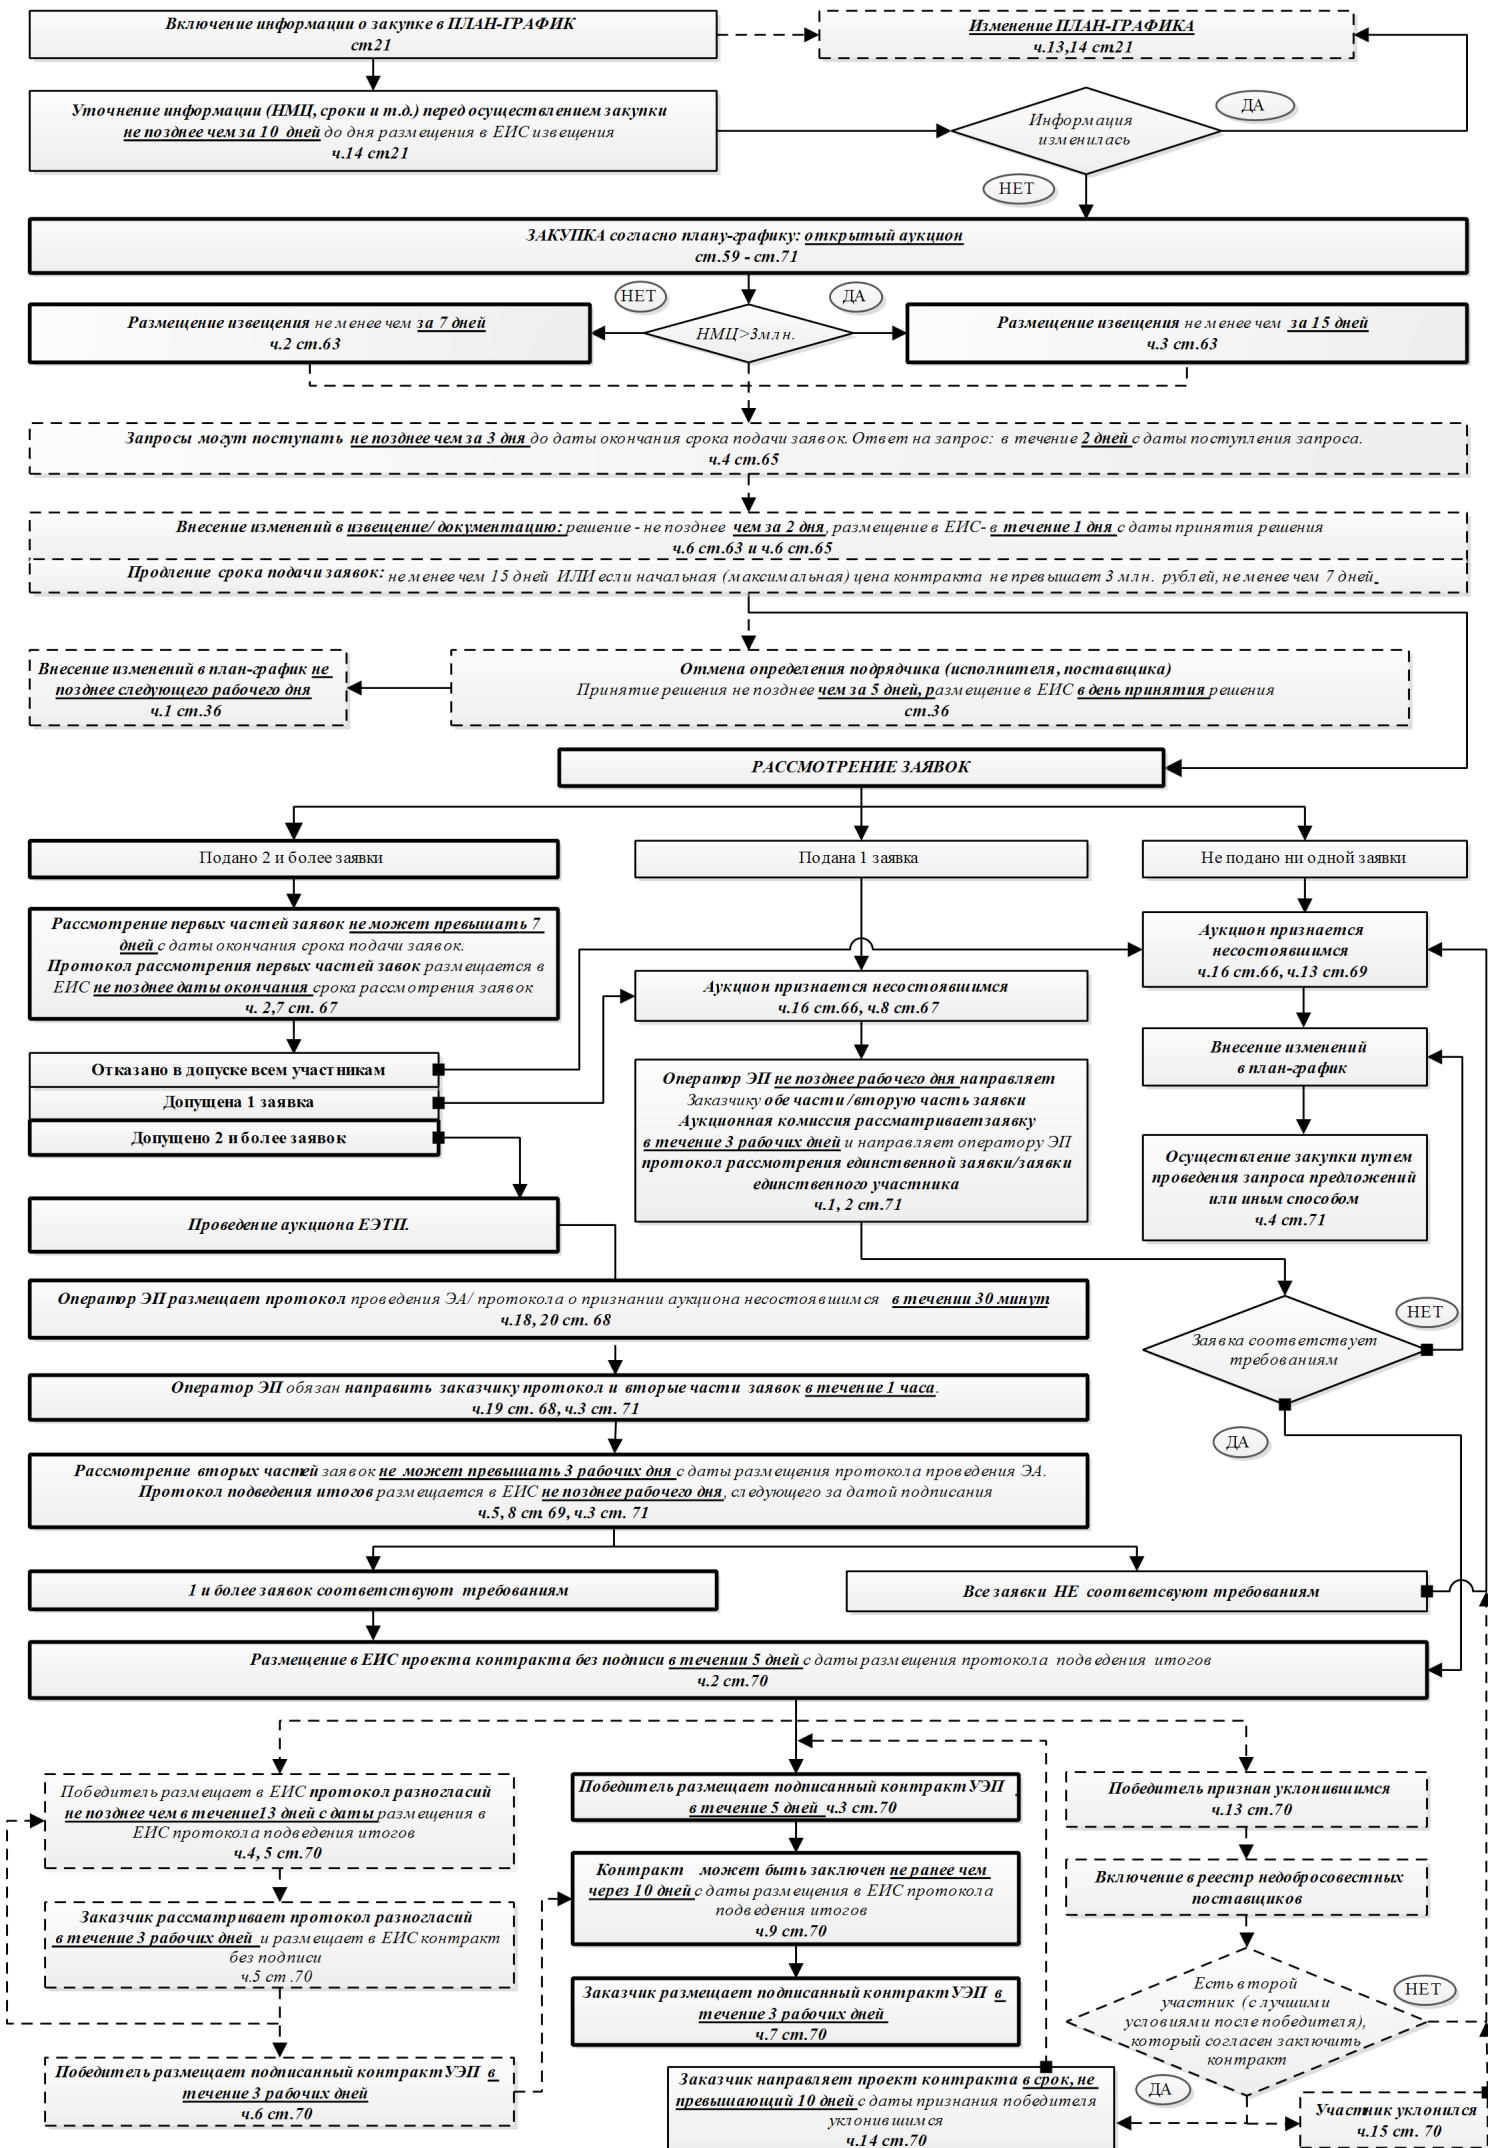 Включение информации о закупке в ПЛАН-ГРАФИК
ст21
Изменение ПЛАН-ГРАФИКА
ч.13,14 ст21
Уточнение информации (НМЦ, сроки и т.д.) перед осуществлением закупки
не позднее чем за 10 дней до дня размещения в ЕИС извещения
ч.14 ст21
Информация
изменилась
ДА
НЕТ
ЗАКУПКА согласно плану-графику: открытый аукцион
ст.59 - ст.71
НЕТ
ДА
Размещение извещения не менее чем за 7 дней
ч.2 ст.63
НМЦ>3млн.
Размещение извещения не менее чем за 15 дней
ч.3 ст.63
Запросы могут поступать не позднее чем за 3 дня до даты окончания срока подачи заявок. Ответ на запрос: в течение 2 дней с даты поступления запроса.
ч.4 ст.65
Внесение изменений в извещение/ документацию: решение - не позднее чем за 2 дня, размещение в ЕИС- в течение 1 дня с даты принятия решения
ч.6 ст.63 и ч.6 ст.65
Продление срока подачи заявок: не менее чем 15 дней ИЛИ если начальная (максимальная) цена контракта не превышает 3 млн. рублей, не менее чем 7 дней
Внесение изменений в план-график не
позднее следующего рабочего дня
ч.1 ст.36
Отмена определения подрядчика (исполнителя, поставщика)
Принятие решения не позднее чем за 5 дней, размещение в ЕИС в день принятия решения
ст.36
РАССМОТРЕНИЕ ЗАЯВОК
Подано 2 и более заявки
Подана 1 заявка
Не подано ни одной заявки
Рассмотрение первых частей заявок не может превышать 7
дней с даты окончания срока подачи заявок.
Протокол рассмотрения первых частей завок размещается в
ЕИС не позднее даты окончания срока рассмотрения заявок
ч. 2,7 ст. 67
Аукцион признается
несостоявшимся
ч.16 ст.66, ч.13 ст.69
Аукцион признается несостоявшимся
ч.16 ст.66, ч.8 ст.67
Внесение изменений
в план-график
Отказано в допуске всем участникам
Допущена 1 заявка
Допущено 2 и более заявок
Оператор ЭП не позднее рабочего дня направляет
Заказчику обе части /вторую часть заявки
Аукционная комиссия рассматриваетзаявку
в течение 3 рабочих дней и направляет оператору ЭП
протокол рассмотрения единственной заявки/заявки
единственного участника
ч.1, 2 ст.71
Осуществление закупки путем
проведения запроса предложений
или иным способом
ч.4 ст.71
Проведение аукциона ЕЭТП.
Оператор ЭП размещает протокол проведения ЭА/ протокола о признании аукциона несостоявшимся в течении 30 минут
ч.18, 20 ст. 68
НЕТ
Заявка соответствует
требованиям
ДА
Оператор ЭП обязан направить заказчику протокол и вторые части заявок в течение 1 часа.
ч.19 ст. 68, ч.3 ст. 71
Рассмотрение вторых частей заявок не может превышать 3 рабочих дня с даты размещения протокола проведения ЭА.
Протокол подведения итогов размещается в ЕИС не позднее рабочего дня, следующего за датой подписания
ч.5, 8 ст. 69, ч.3 ст. 71
1 и более заявок соответствуют требованиям
Все заявки НЕ соответсвуют требованиям
Размещение в ЕИС проекта контракта без подписи в течении 5 дней с даты размещения протокола подведения итогов
ч.2 ст.70
Победитель размещает в ЕИС протокол разногласий
не позднее чем в течение13 дней с даты размещения в
ЕИС протокола подведения итогов
ч.4, 5 ст.70
Победитель размещает подписанный контракт УЭП
в течение 5 дней ч.3 ст.70
Победитель признан уклонившимся
ч.13 ст.70
Контракт может быть заключен не ранее чем
через 10 дней с даты размещения в ЕИС протокола
подведения итогов
ч.9 ст.70
Включение в реестр недобросовестных
поставщиков
Заказчик рассматривает протокол разногласий
в течение 3 рабочих дней и размещает в ЕИС контракт
без подписи
ч.5 ст .70
Заказчик размещает подписанный контракт УЭП в
течение 3 рабочих дней
ч.7 ст.70
Есть второй
участник (с лучшими
условиями после победителя),
который согласен заключить
контракт
НЕТ
ДА
Победитель размещает подписанный контракт УЭП в
течение 3 рабочих дней
ч.6 ст.70
Заказчик направляет проект контракта в срок, не
превышающий 10 дней с даты признания победителя
уклонившимся
ч.14 ст.70
Участник уклонился
ч.15 ст. 70